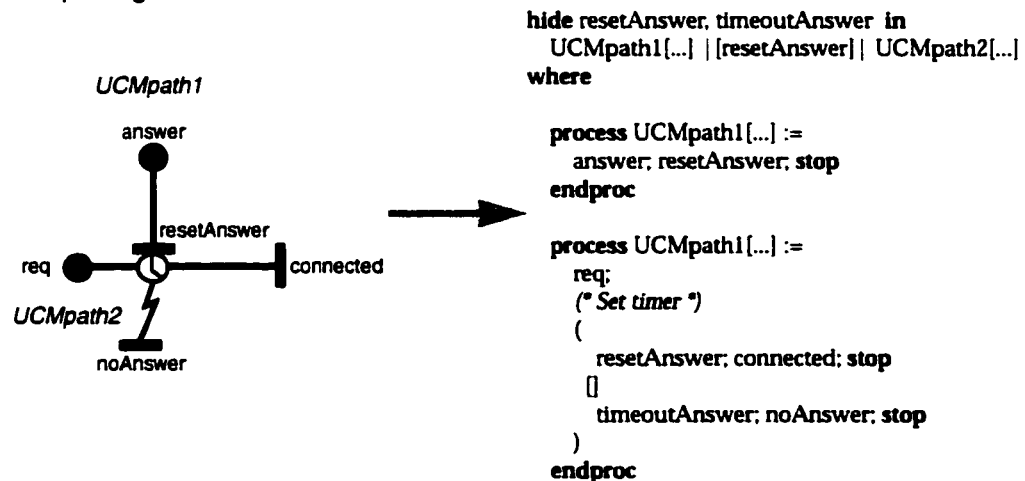 UCMpath1
answer
resetAnswer
req
connected
UCMpath2
noAnswer
hide resetAnswer, timeoutAnswer in
UCMpath1[...] |[resetAnswer]| UCMpath2[...]
where
process UCMpath1[...] :=
answer; resetAnswer; stop
endproc
process UCMpath1[...] :=
req;
(* Set timer *)
(
resetAnswer; connected; stop
[]
timeoutAnswer; noAnswer; stop
)
endproc